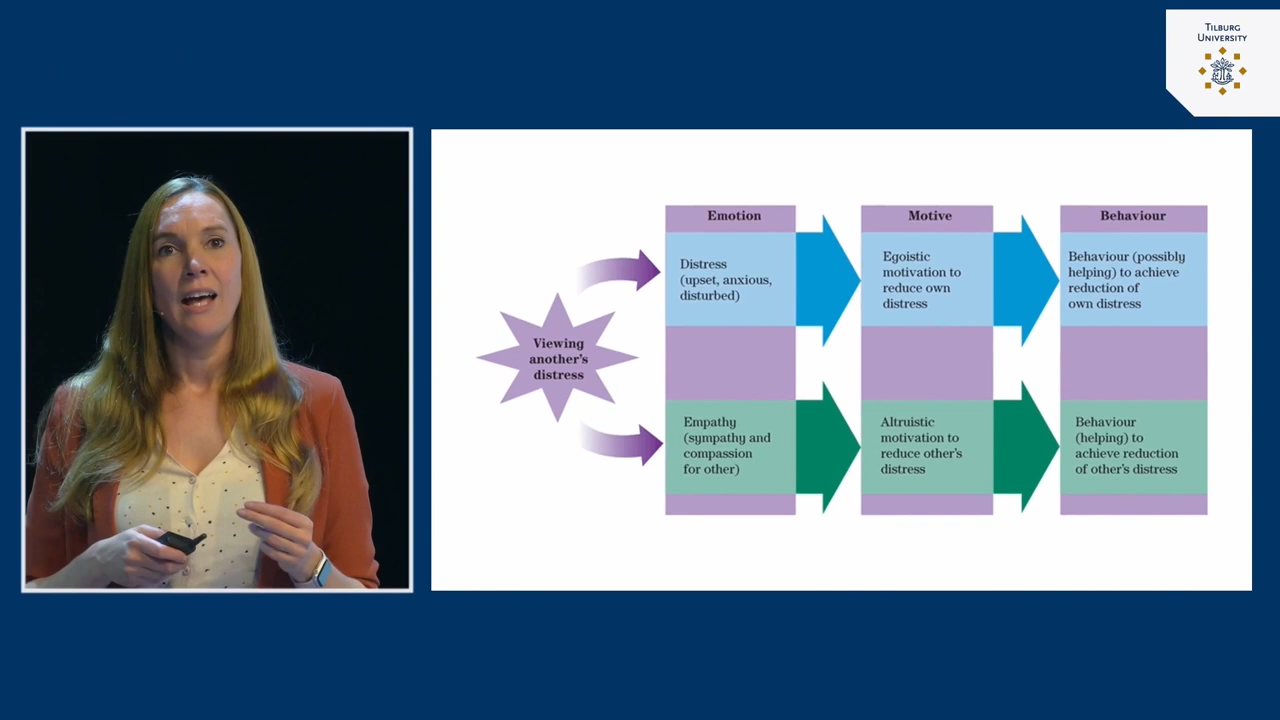 TILBURG
UNIVERSITY
Viewing
another's
distress
Emotion
Distress
(upset, anxious,
disturbed)
Empathy
(sympathy and
compassion
for other)
Motive
Egoistic
motivation to
reduce own
distress
Altruistic
motivation to
reduce other's
distress
Behaviour
Behaviour (possibly
helping) to achieve
reduction of
own distress
Behaviour
(helping) to
achieve reduction
of other's distress